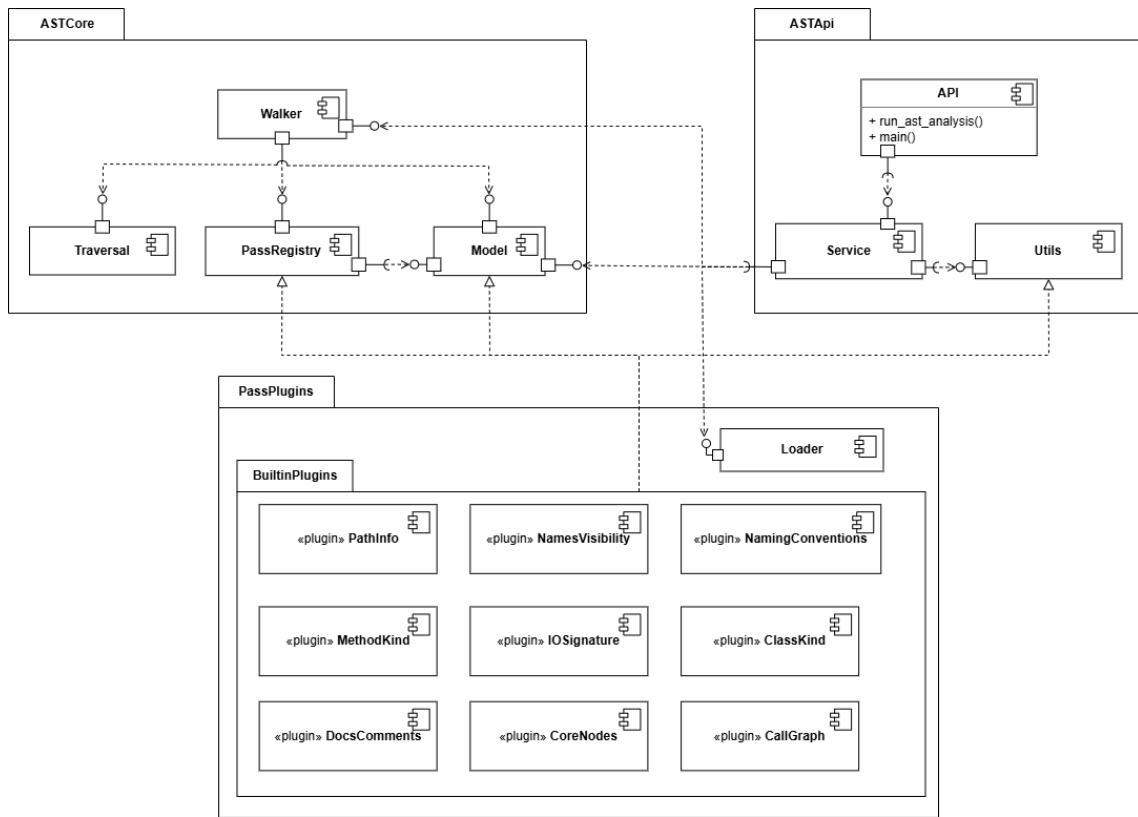 ASTCore
ASTApi
Walker
API
+ run_ast_analysis()
+ main()
Traversal
PassRegistry
Model
Service
Utils
PassPlugins
Loader
BuiltinPlugins
«plugin» PathInfo
«plugin» NamesVisibility
«plugin» NamingConventions
«plugin» MethodKind
«plugin» IOSignature
«plugin» ClassKind
«plugin» DocsComments
«plugin» CoreNodes
«plugin» CallGraph